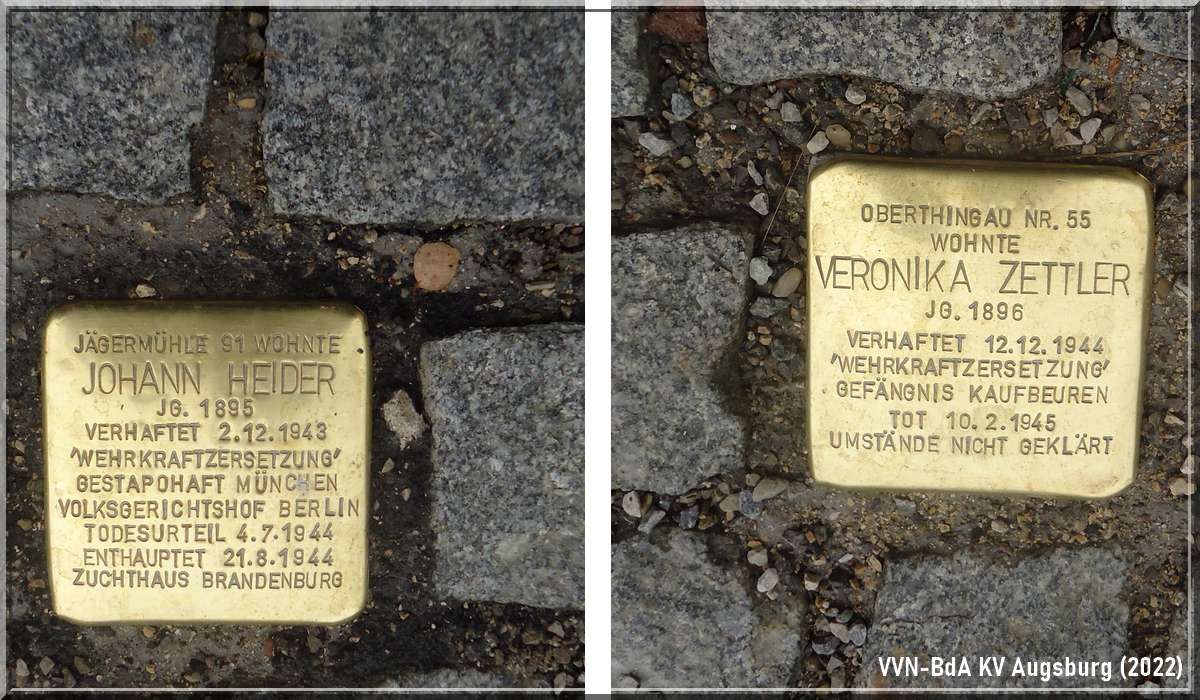 JÄGERMÜHLE 91 WOHNTE
JOHANN HEIDER
JG. 1895
VERHAFTET 2.12.1943
'WEHRKRAFTZERSETZUNG'
GESTAPOHAFT MÜNCHEN
VOLKSGERICHTSHOF BERLIN
TODESURTEIL 4.7.1944
ENTHAUPTET 21.8.1944
ZUCHTHAUS BRANDENBURG
OBERTHINGAU NR. 55
WOHNTE
VERONIKA ZETTLER
JG. 1896
VERHAFTET 12.12.1944
'WEHRKRAFTZERSETZUNG'
GEFÄNGNIS KAUFBEUREN
TOT 10.2.1945
UMSTÄNDE NICHT GEKLÄRT
VVN-BdA KV Augsburg (2022)